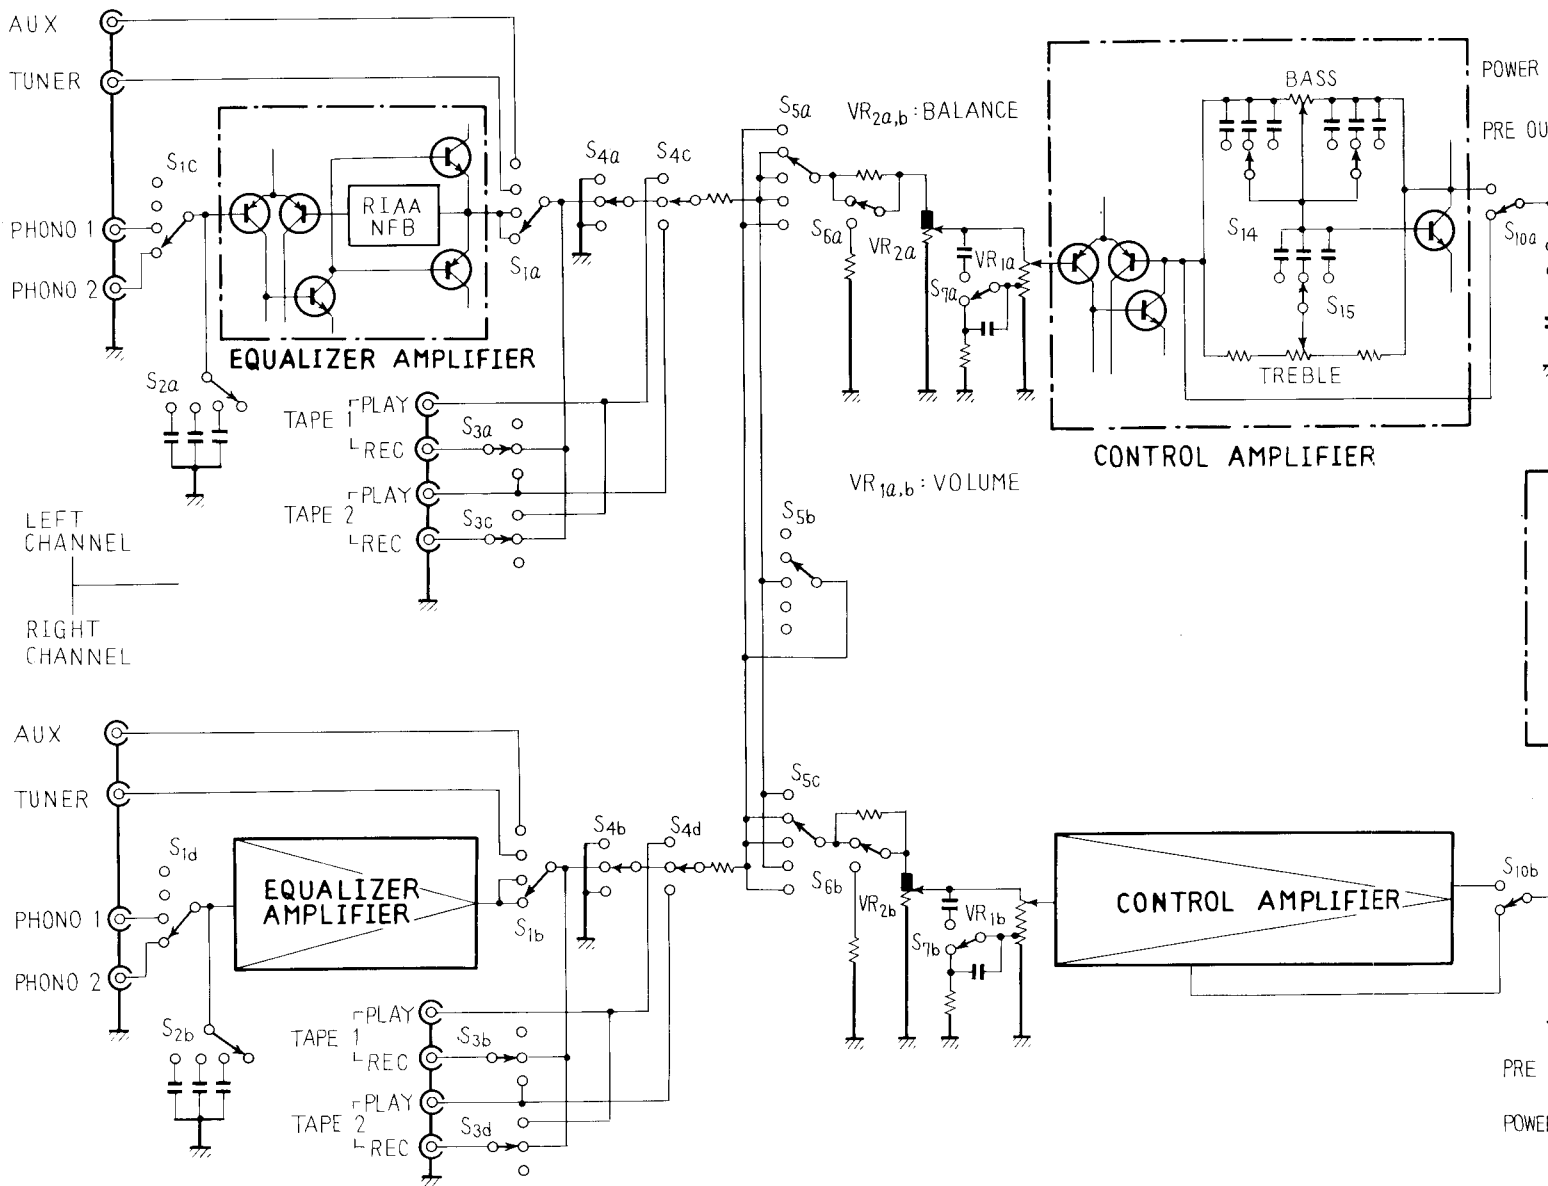 AUX
TUNER
PHONO 1
PHONO 2
S1c
RIAA
NFB
S1a
EQUALIZER AMPLIFIER
S2a
S4a
S4c
TAPE 1
PLAY
REC
S3a
TAPE 2
PLAY
REC
S3c
S5a
VR2a,b : BALANCE
S6a
VR2a
VR1a
S7a
BASS
S14
S15
TREBLE
CONTROL AMPLIFIER
POWER
PRE OU
S10a
VR1a,b : VOLUME
S5b
LEFT
CHANNEL
RIGHT
CHANNEL
AUX
TUNER
PHONO 1
PHONO 2
S1d
EQUALIZER
AMPLIFIER
S1b
S2b
S4b
S4d
TAPE 1
PLAY
REC
S3b
TAPE 2
PLAY
REC
S3d
S5c
S6b
VR2b
VR1b
S7b
CONTROL AMPLIFIER
S10b
PRE
POWER